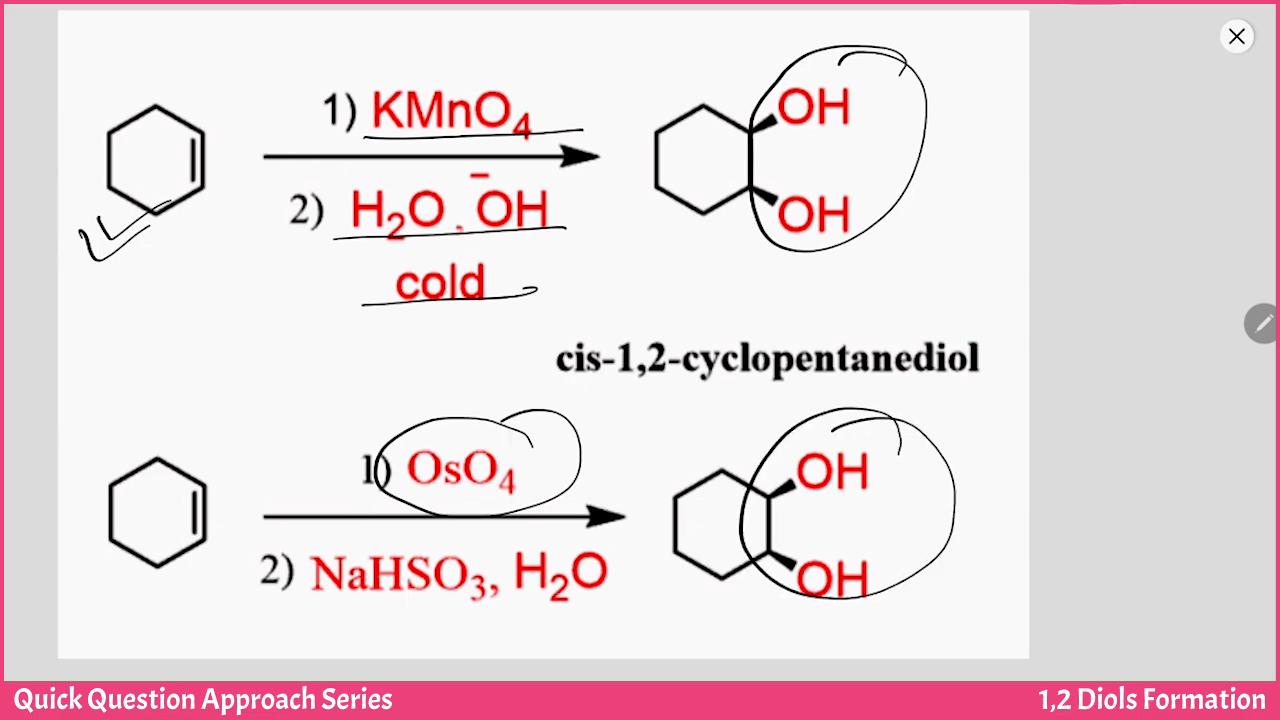 1) KMnO4
OH
2) H2O, ŌH
OH
cold
cis-1,2-cyclopentanediol
1) OsO4
OH
2) NaHSO3, H2O
OH
Quick Question Approach Series
1,2 Diols Formation